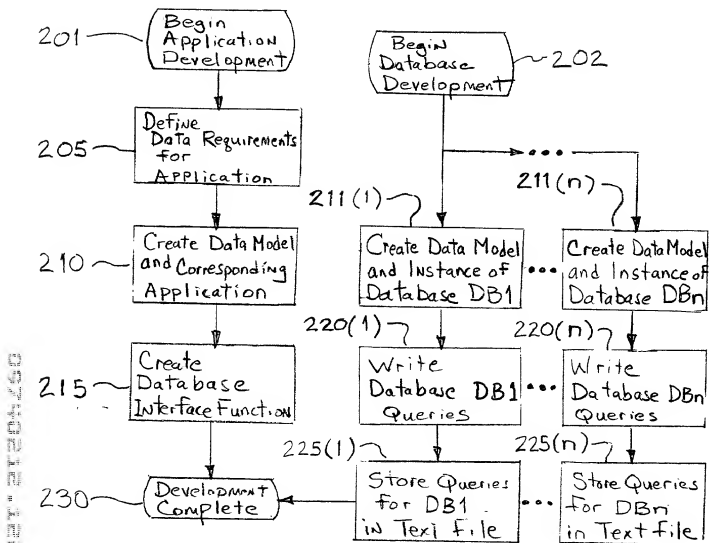 201
Begin
Application
Development
Begin
Database
Development
202
205
Define
Data Requirements
for
Application
211(1)
211(n)
210
Create Data Model
and Corresponding
Application
Create Data Model
and Instance of
Database DB1
Create Data Model
and Instance of
Database DBn
220(1)
220(n)
215
Create
Database
Interface Function
Write
Database DB1
Queries
Write
Database DBn
Queries
225(1)
225(n)
230
Development
Complete
Store Queries
for DB1
in Text File
Store Queries
for DBn
in Text file